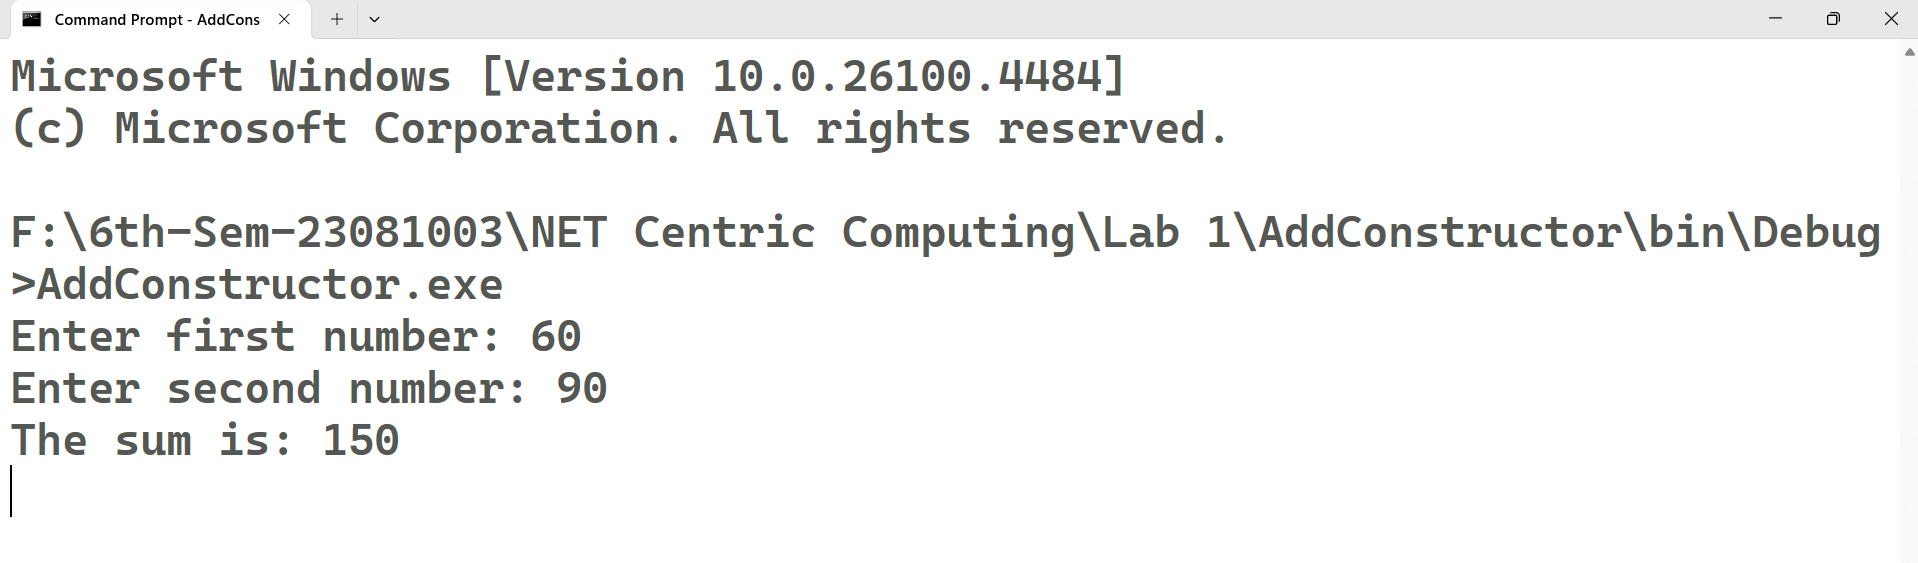 Command Prompt - AddCons
Microsoft Windows [Version 10.0.26100.4484]
(c) Microsoft Corporation. All rights reserved.
F:\6th-Sem-23081003\NET Centric Computing\Lab 1\AddConstructor\bin\Debug
>AddConstructor.exe
Enter first number: 60
Enter second number: 90
The sum is: 150